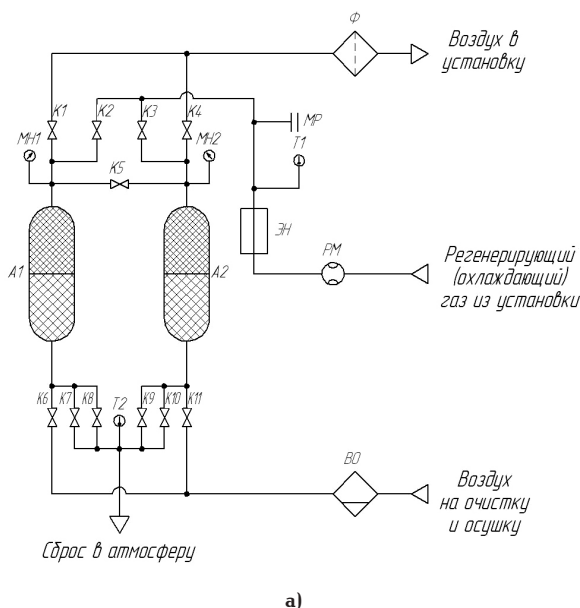 Ф
Воздух в
установку
К1
К2
К3
К4
МР
МН1
МН2
Т1
К5
ЭН
А1
А2
РМ
Регенерирующий
(охлаждающий)
газ из установки
К6
К7
К8
Т2
К9
К10
К11
ВО
Воздух
на очистку
и осушку
Сброс в атмосферу
а)